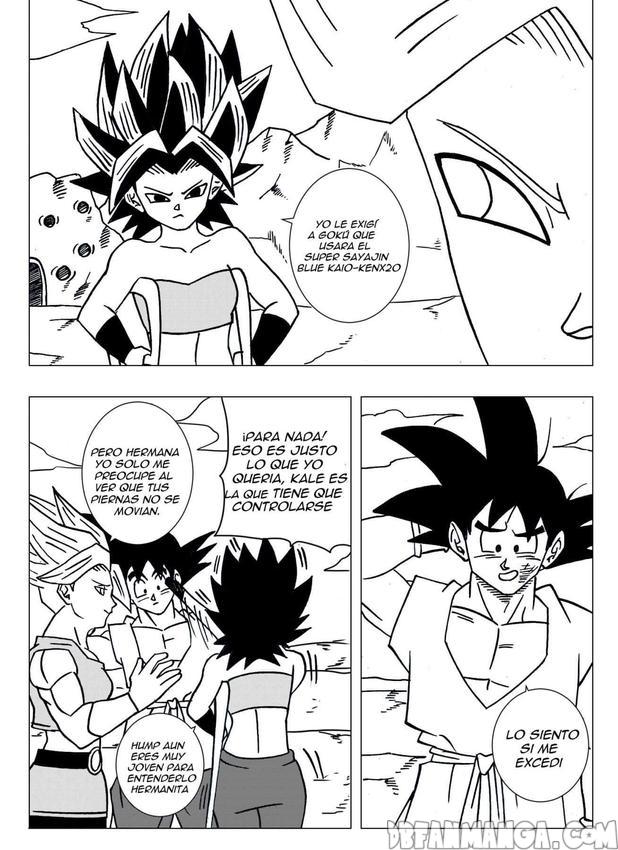 YO LE EXIGÍ
A GOKÚ QUE
USARA EL
SUPER SAYAJIN
BLUE KAIO-KENX20
PERO HERMANA
YO SOLO ME
PREOCUPE AL
VER QUE TUS
PIERNAS NO SE
MOVIAN.
¡PARA NADA!
ESO ES JUSTO
LO QUE YO
QUERIA, KALE ES
LA QUE TIENE QUE
CONTROLARSE
HUMP AUN
ERES MUY
JOVEN PARA
ENTENDERLO
HERMANITA
LO SIENTO
SI ME
EXCEDI
DBFANMANGA.COM